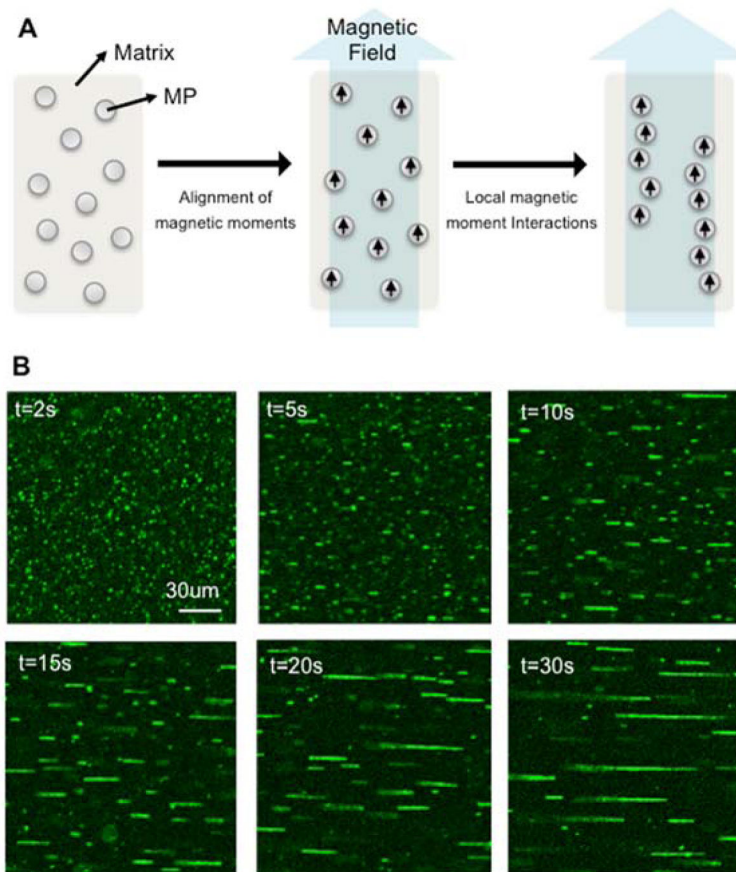 A
Matrix
MP
Magnetic
Field
Alignment of
magnetic moments
Local magnetic
moment Interactions
B
t=2s
t=5s
t=10s
30um
t=15s
t=20s
t=30s